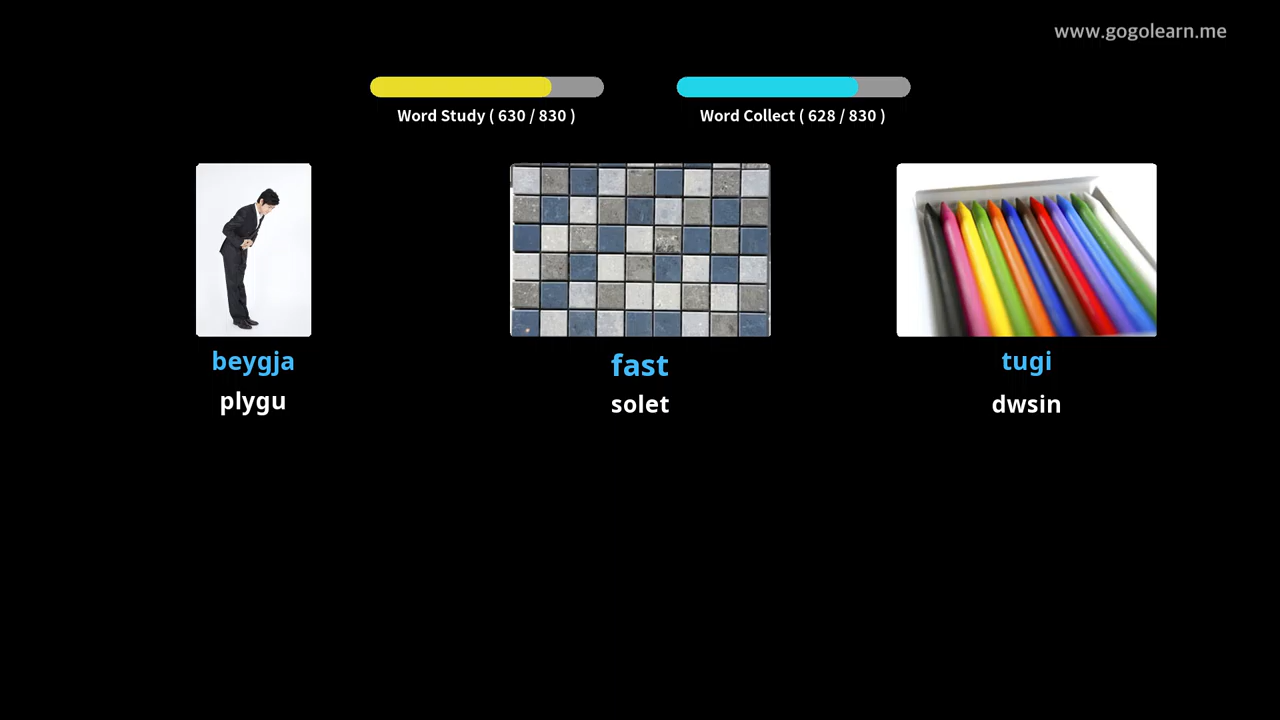 www.gogolearn.me
Word Study ( 630 / 830 )
Word Collect ( 628 / 830 )
beygja
fast
tugi
plygu
solet
dwsin